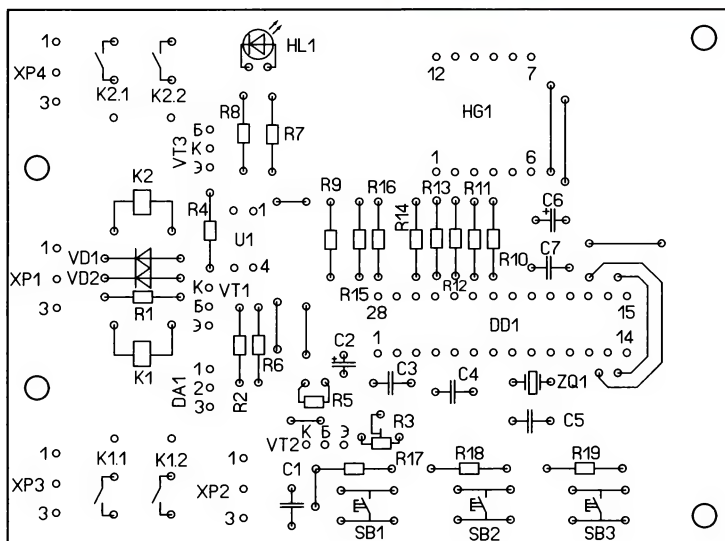 1
XP4
3
K2.1
K2.2
HL1
12
7
HG1
1
6
R8
R7
Б
К
Э
VT3
K2
R4
1
U1
4
R9
R16
R13
R11
R14
C6
+
C7
R10
R12
R15
1
XP1
3
VD1
VD2
R1
К
Б
Э
VT1
28
15
DD1
1
14
K1
R2
R6
C2
+
1
2
3
DA1
R5
C3
C4
ZQ1
C5
К Б Э
VT2
R3
1
XP3
3
K1.1
K1.2
1
XP2
3
C1
R17
R18
R19
SB1
SB2
SB3